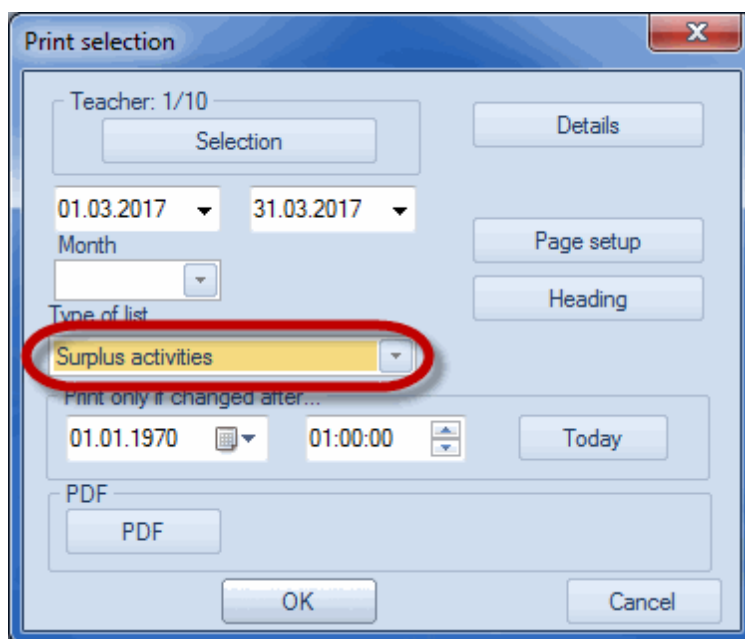 Print selection
Teacher: 1/10
Selection
Details
01.03.2017 31.03.2017
Month
Page setup
Heading
Type of list
Surplus activities
Print only if changed after...
01.01.1970 01:00:00 Today
PDF
PDF
OK Cancel